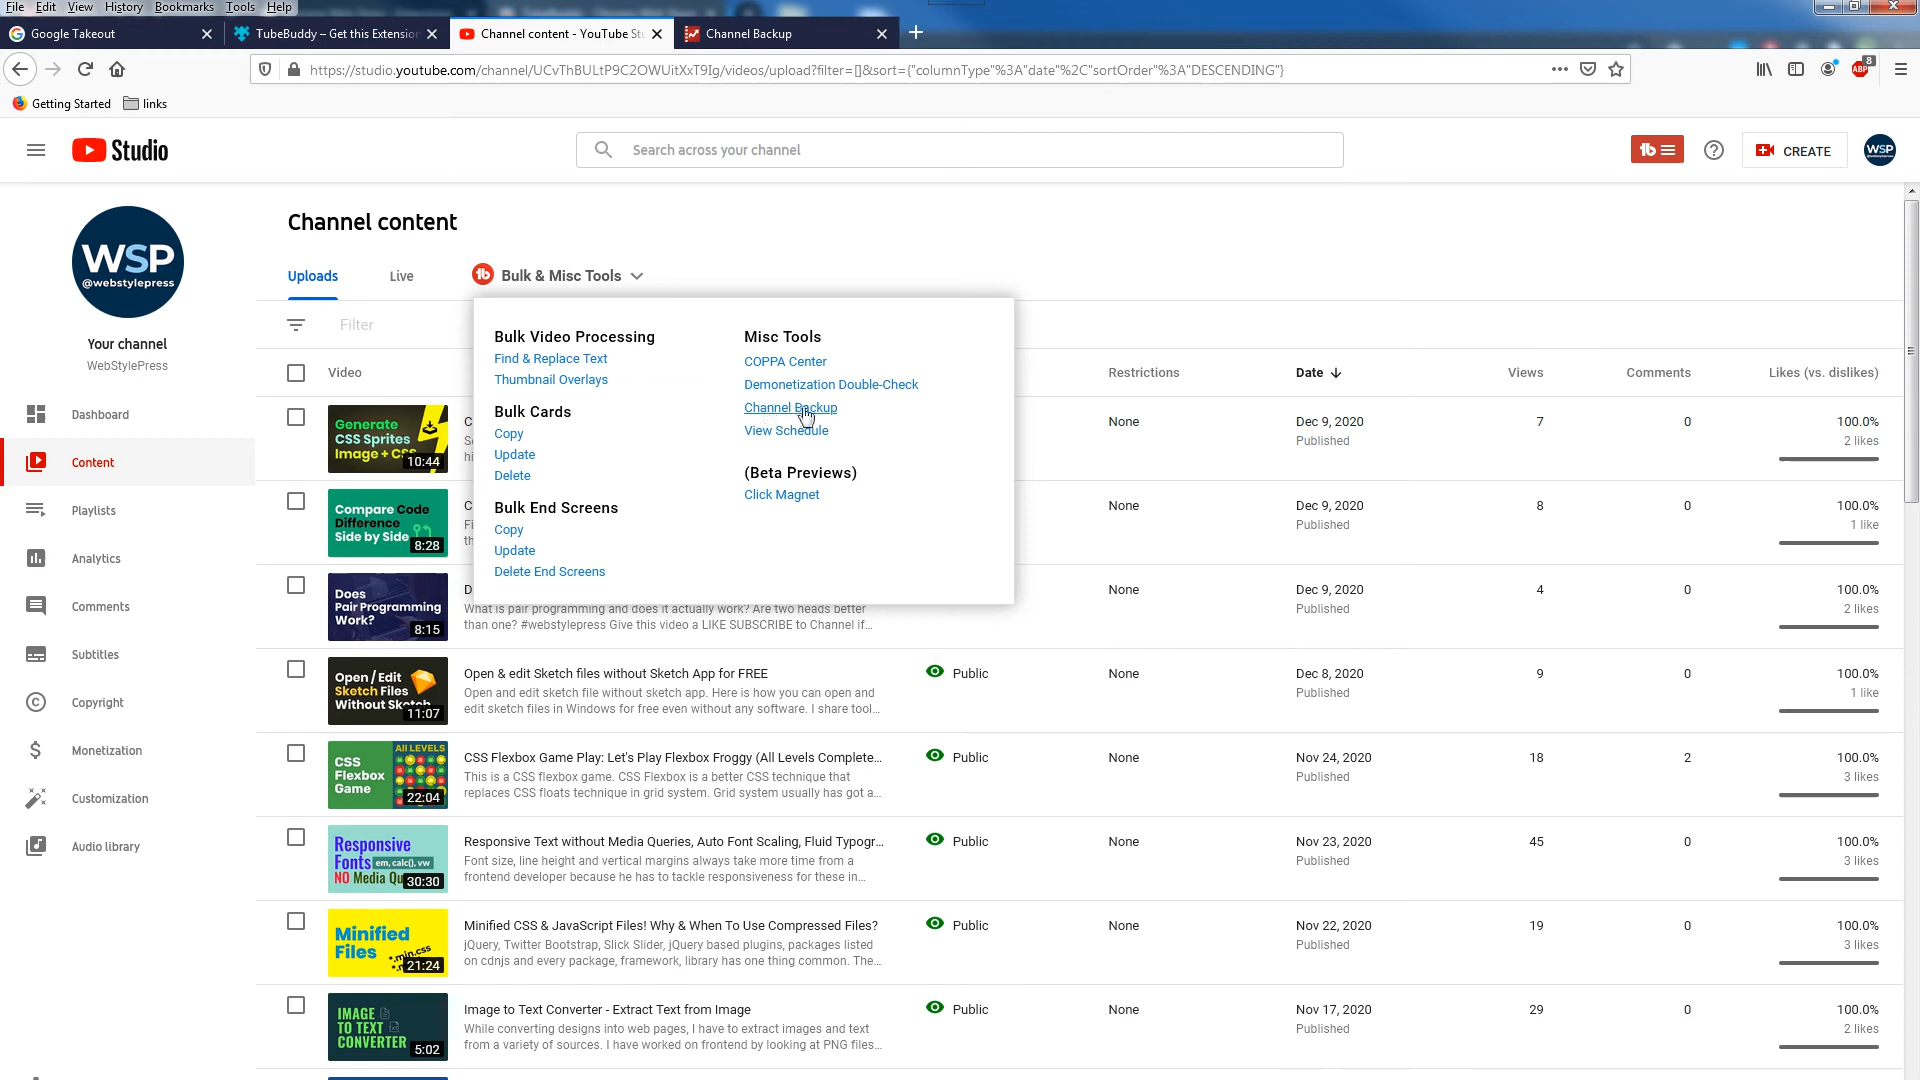 File Edit View History Bookmarks Tools Help
Google Takeout
TubeBuddy – Get this Extension
Channel content - YouTube Stu
Channel Backup
https://studio.youtube.com/channel/UCvThBULtP9C2OWUitXxT9Ig/videos/upload?filter=[]&sort={"columnType"%3A"date"%2C"sortOrder"%3A"DESCENDING"}
ABP
8
Getting Started
links
Studio
Search across your channel
tb
CREATE
WSP
WSP
@webstylepress
Your channel
WebStylePress
Dashboard
Content
Playlists
Analytics
Comments
Subtitles
Copyright
Monetization
Customization
Audio library
Channel content
Uploads
Live
tb Bulk & Misc Tools
Filter
Bulk Video Processing
Find & Replace Text
Thumbnail Overlays
Bulk Cards
Copy
Update
Delete
Bulk End Screens
Copy
Update
Delete End Screens
Misc Tools
COPPA Center
Demonetization Double-Check
Channel Backup
View Schedule
(Beta Previews)
Click Magnet
Video
Restrictions
Date
Views
Comments
Likes (vs. dislikes)
Generate
CSS Sprites
Image + CSS
10:44
None
Dec 9, 2020
Published
7
0
100.0%
2 likes
Compare Code
Difference
Side by Side
8:28
None
Dec 9, 2020
Published
8
0
100.0%
1 like
Does
Pair Programming
Work?
8:15
What is pair programming and does it actually work? Are two heads better
than one? #webstylepress Give this video a LIKE SUBSCRIBE to Channel if...
None
Dec 9, 2020
Published
4
0
100.0%
2 likes
Open / Edit
Sketch Files
Without Sketch
11:07
Open & edit Sketch files without Sketch App for FREE
Open and edit sketch file without sketch app. Here is how you can open and
edit sketch files in Windows for free even without any software. I share tool...
Public
None
Dec 8, 2020
Published
9
0
100.0%
1 like
CSS
Flexbox
Game
All LEVELS
22:04
CSS Flexbox Game Play: Let's Play Flexbox Froggy (All Levels Complete...
This is a CSS flexbox game. CSS Flexbox is a better CSS technique that
replaces CSS floats technique in grid system. Grid system usually has got a...
Public
None
Nov 24, 2020
Published
18
2
100.0%
3 likes
Responsive
Fonts em, calc(), vw
NO Media Qu
30:30
Responsive Text without Media Queries, Auto Font Scaling, Fluid Typogr...
Font size, line height and vertical margins always take more time from a
frontend developer because he has to tackle responsiveness for these in...
Public
None
Nov 23, 2020
Published
45
0
100.0%
3 likes
Minified
Files
.min.css
21:24
Minified CSS & JavaScript Files! Why & When To Use Compressed Files?
jQuery, Twitter Bootstrap, Slick Slider, jQuery based plugins, packages listed
on cdnjs and every package, framework, library has one thing common. The...
Public
None
Nov 22, 2020
Published
19
0
100.0%
3 likes
IMAGE
TO TEXT
CONVERTER
5:02
Image to Text Converter - Extract Text from Image
While converting designs into web pages, I have to extract images and text
from a variety of sources. I have worked on frontend by looking at PNG files...
Public
None
Nov 17, 2020
Published
29
0
100.0%
2 likes